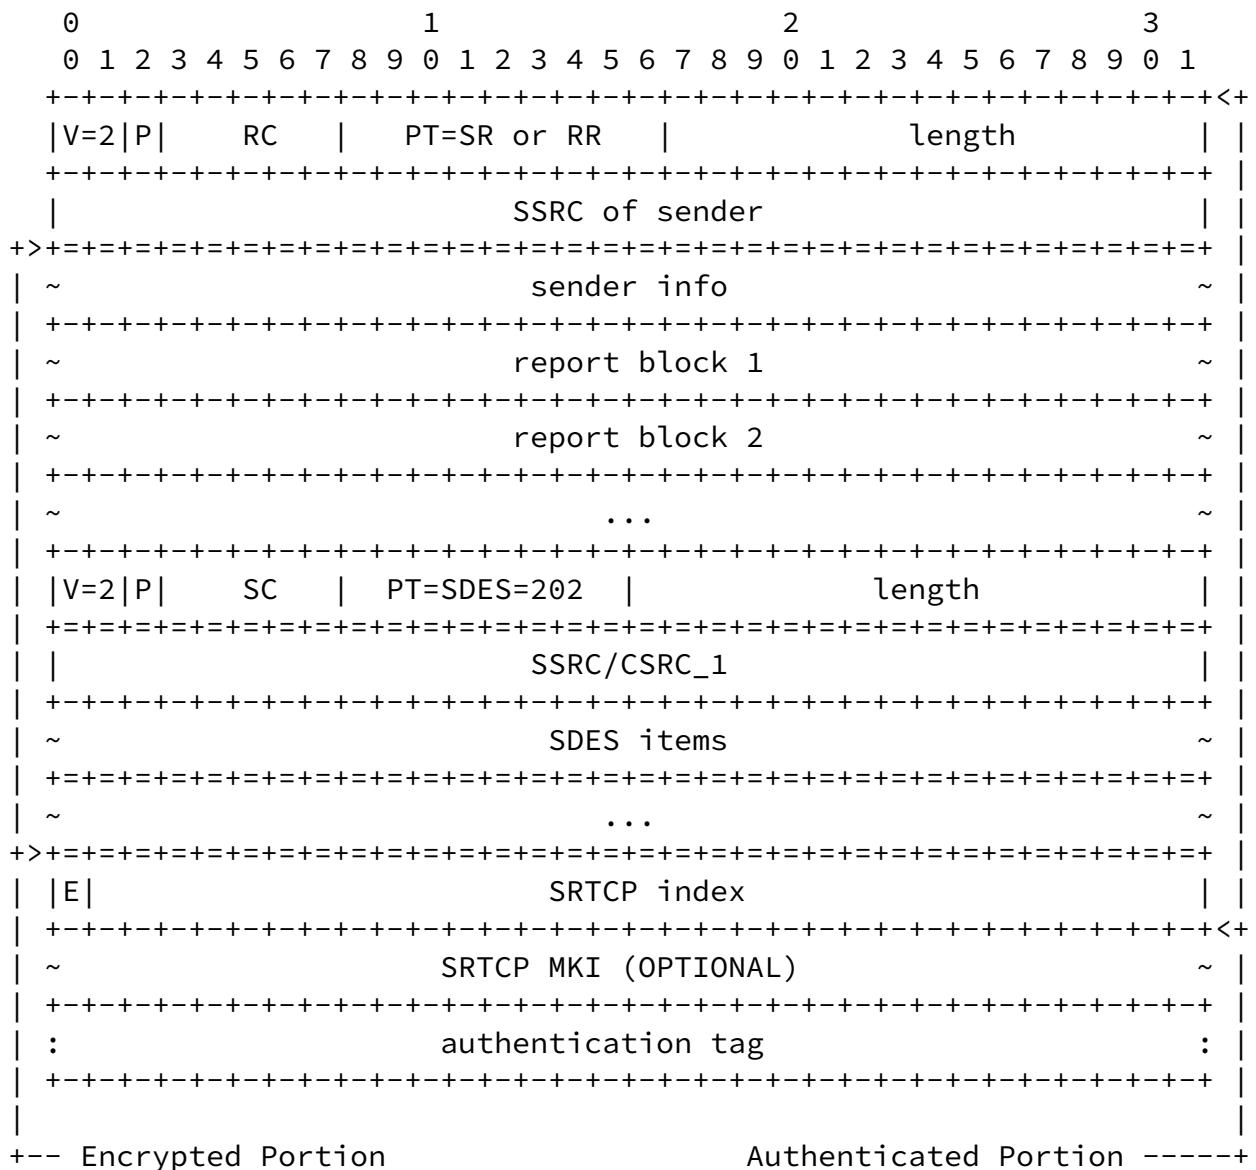 0                   1                   2                   3
    0 1 2 3 4 5 6 7 8 9 0 1 2 3 4 5 6 7 8 9 0 1 2 3 4 5 6 7 8 9 0 1
   +-+-+-+-+-+-+-+-+-+-+-+-+-+-+-+-+-+-+-+-+-+-+-+-+-+-+-+-+-+-+-+-+<+
   |V=2|P|    RC   |   PT=SR or RR   |             length          | |
   +-+-+-+-+-+-+-+-+-+-+-+-+-+-+-+-+-+-+-+-+-+-+-+-+-+-+-+-+-+-+-+-+ |
   |                         SSRC of sender                        | |
 +>+=+=+=+=+=+=+=+=+=+=+=+=+=+=+=+=+=+=+=+=+=+=+=+=+=+=+=+=+=+=+=+=+ |
 | ~                          sender info                          ~ |
 | +-+-+-+-+-+-+-+-+-+-+-+-+-+-+-+-+-+-+-+-+-+-+-+-+-+-+-+-+-+-+-+-+ |
 | ~                         report block 1                        ~ |
 | +-+-+-+-+-+-+-+-+-+-+-+-+-+-+-+-+-+-+-+-+-+-+-+-+-+-+-+-+-+-+-+-+ |
 | ~                         report block 2                        ~ |
 | +-+-+-+-+-+-+-+-+-+-+-+-+-+-+-+-+-+-+-+-+-+-+-+-+-+-+-+-+-+-+-+-+ |
 | ~                              ...                              ~ |
 | +-+-+-+-+-+-+-+-+-+-+-+-+-+-+-+-+-+-+-+-+-+-+-+-+-+-+-+-+-+-+-+-+ |
 | |V=2|P|    SC   |  PT=SDES=202  |             length            | |
 | +=+=+=+=+=+=+=+=+=+=+=+=+=+=+=+=+=+=+=+=+=+=+=+=+=+=+=+=+=+=+=+=+ |
 | |                          SSRC/CSRC_1                          | |
 | +-+-+-+-+-+-+-+-+-+-+-+-+-+-+-+-+-+-+-+-+-+-+-+-+-+-+-+-+-+-+-+-+ |
 | ~                           SDES items                          ~ |
 | +=+=+=+=+=+=+=+=+=+=+=+=+=+=+=+=+=+=+=+=+=+=+=+=+=+=+=+=+=+=+=+=+ |
 | ~                              ...                              ~ |
 +>+=+=+=+=+=+=+=+=+=+=+=+=+=+=+=+=+=+=+=+=+=+=+=+=+=+=+=+=+=+=+=+=+ |
 | |E|                         SRTCP index                         | |
 | +-+-+-+-+-+-+-+-+-+-+-+-+-+-+-+-+-+-+-+-+-+-+-+-+-+-+-+-+-+-+-+-+<+
 | ~                     SRTCP MKI (OPTIONAL)                      ~ |
 | +-+-+-+-+-+-+-+-+-+-+-+-+-+-+-+-+-+-+-+-+-+-+-+-+-+-+-+-+-+-+-+-+ |
 | :                     authentication tag                        : |
 | +-+-+-+-+-+-+-+-+-+-+-+-+-+-+-+-+-+-+-+-+-+-+-+-+-+-+-+-+-+-+-+-+ |
 |                                                                   |
 +-- Encrypted Portion                    Authenticated Portion -----+